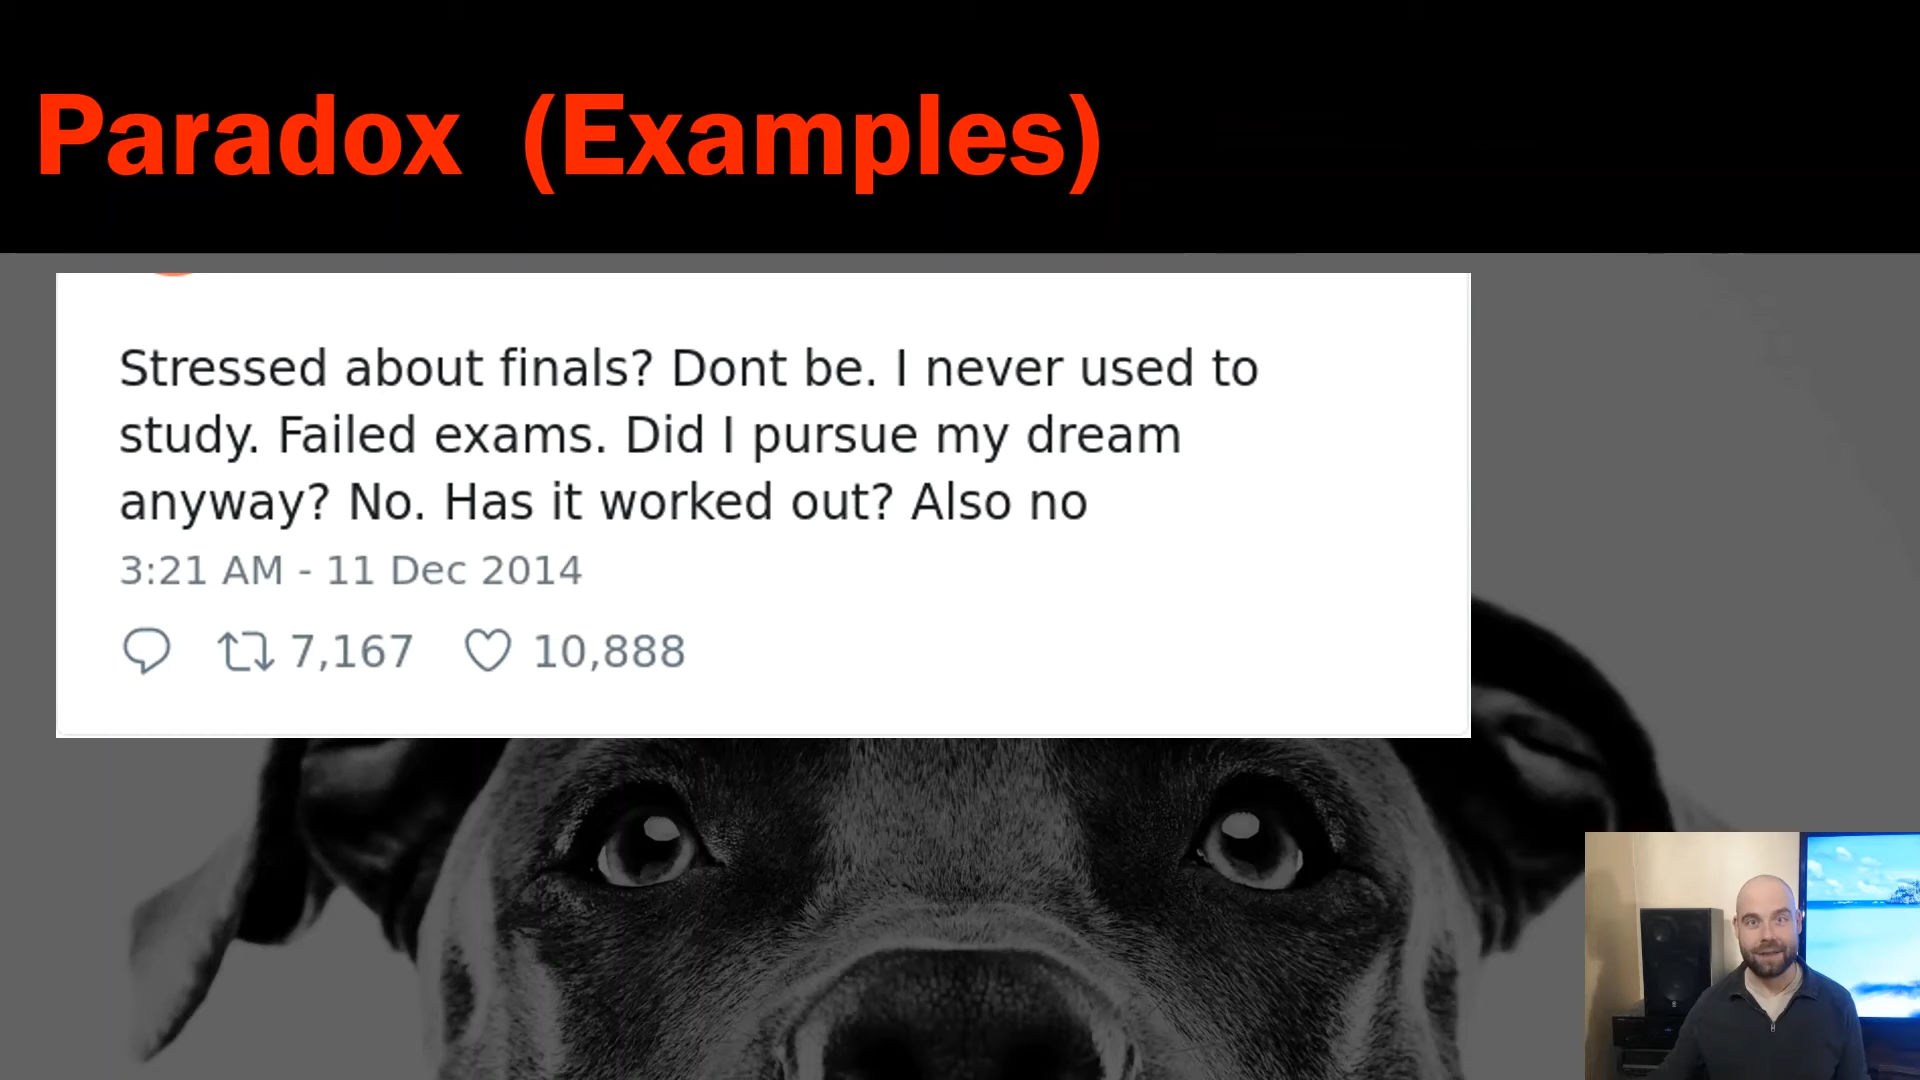 Paradox (Examples)
Stressed about finals? Dont be. I never used to
study. Failed exams. Did I pursue my dream
anyway? No. Has it worked out? Also no
3:21 AM - 11 Dec 2014
7,167 10,888